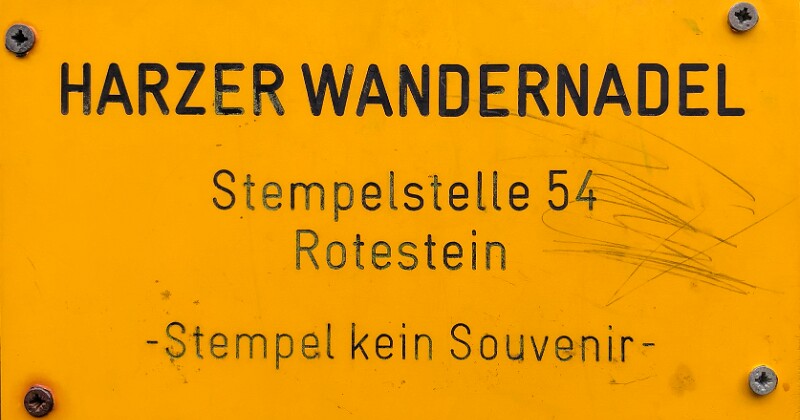 HARZER WANDERNADEL
Stempelstelle 54
Rotestein
-Stempel kein Souvenir-